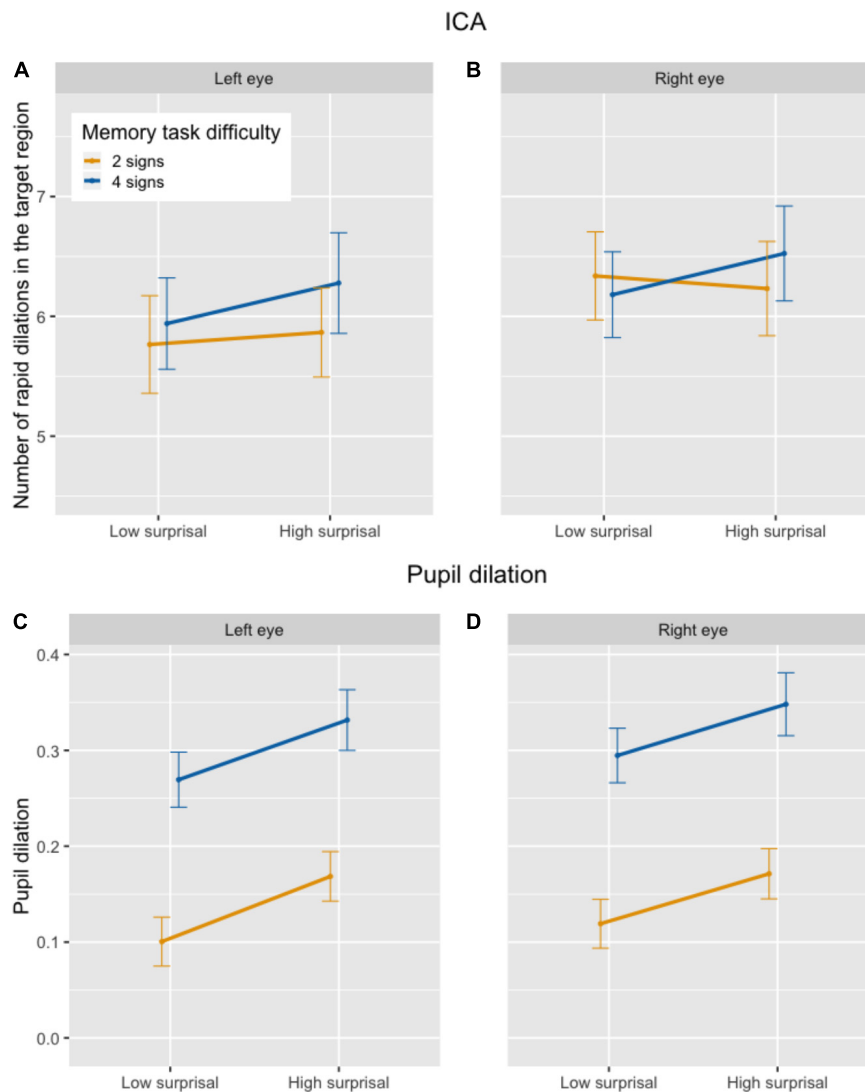 ICA
A
B
Left eye
Right eye
Number of rapid dilations in the target region
Memory task difficulty
2 signs
4 signs
7
6
5
Low surprisal
High surprisal
Low surprisal
High surprisal
Pupil dilation
C
D
Left eye
Right eye
Pupil dilation
0.4
0.3
0.2
0.1
0.0
Low surprisal
High surprisal
Low surprisal
High surprisal